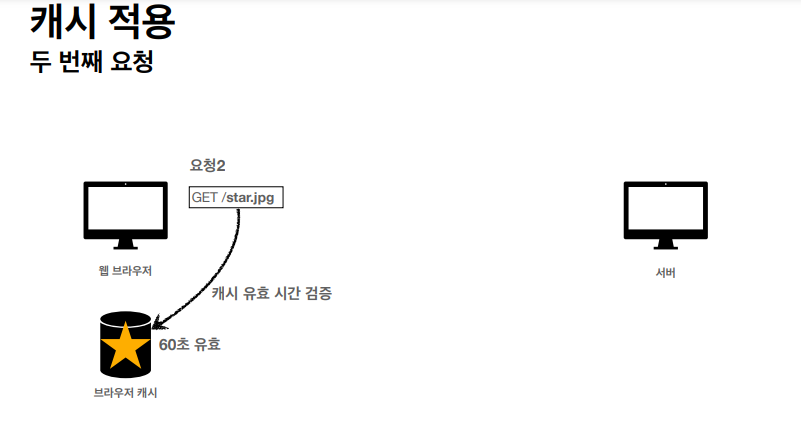 캐시 적용
두 번째 요청
요청2
GET /star.jpg
웹 브라우저
서버
캐시 유효 시간 검증
60초 유효
브라우저 캐시